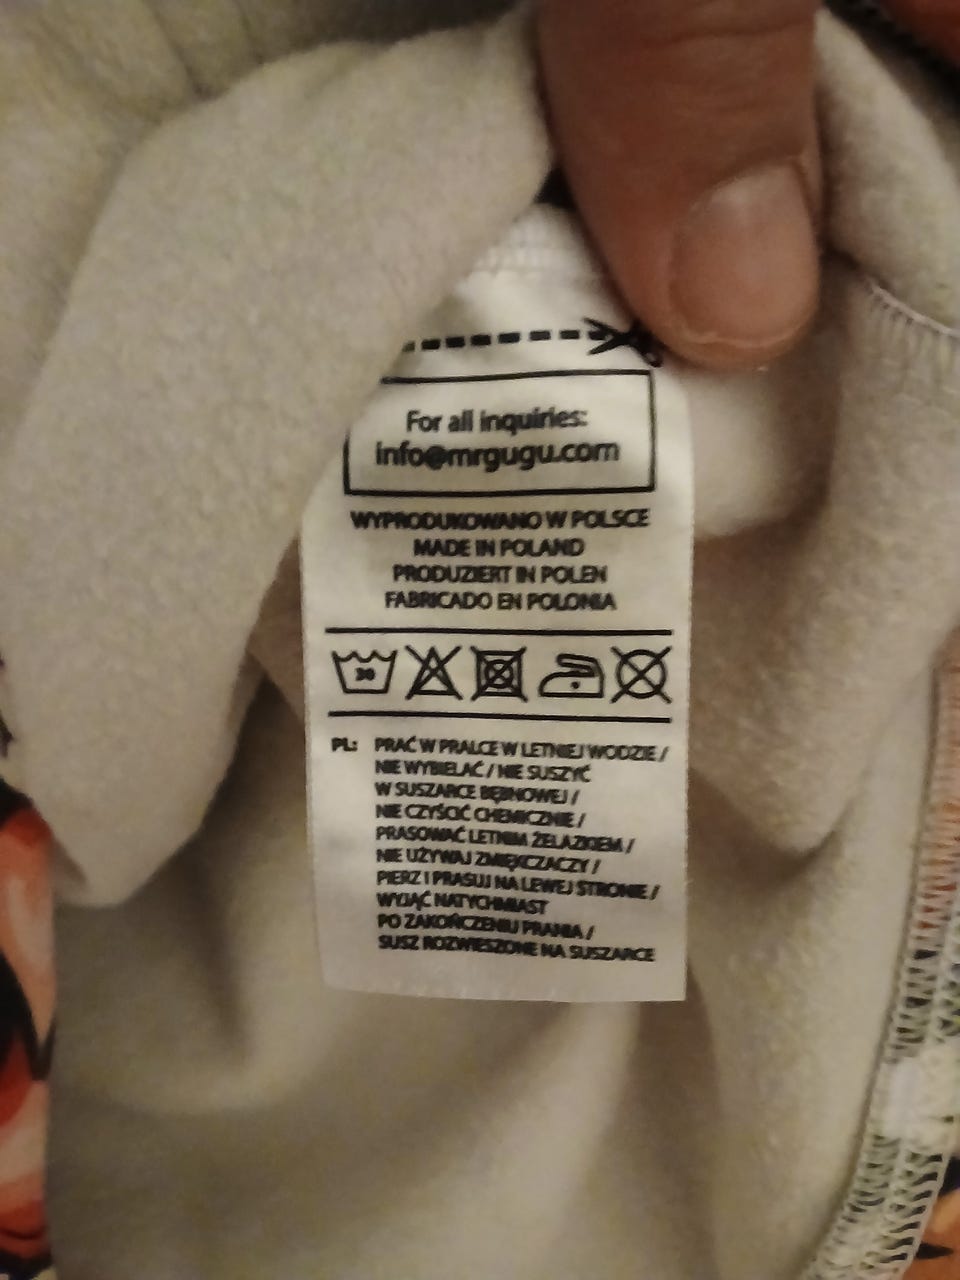 For all inquiries:
info@mrgugu.com
WYPRODUKOWANO W POLSCE
MADE IN POLAND
PRODUZIERT IN POLEN
FABRICADO EN POLONIA
30
PL: PRAĆ W PRALCE W LETNIEJ WODZIE /
NIE WYBIELAĆ / NIE SUSZYĆ
W SUSZARCE BĘBNOWEJ /
NIE CZYŚCIĆ CHEMICZNIE /
PRASOWAĆ LETNIM ŻELAZKIEM /
NIE UŻYWAJ ZMIĘKCZACZY /
PIERZ I PRASUJ NA LEWEJ STRONIE /
WYJĄĆ NATYCHMIAST
PO ZAKOŃCZENIU PRANIA /
SUSZ ROZWIESZONE NA SUSZARCE